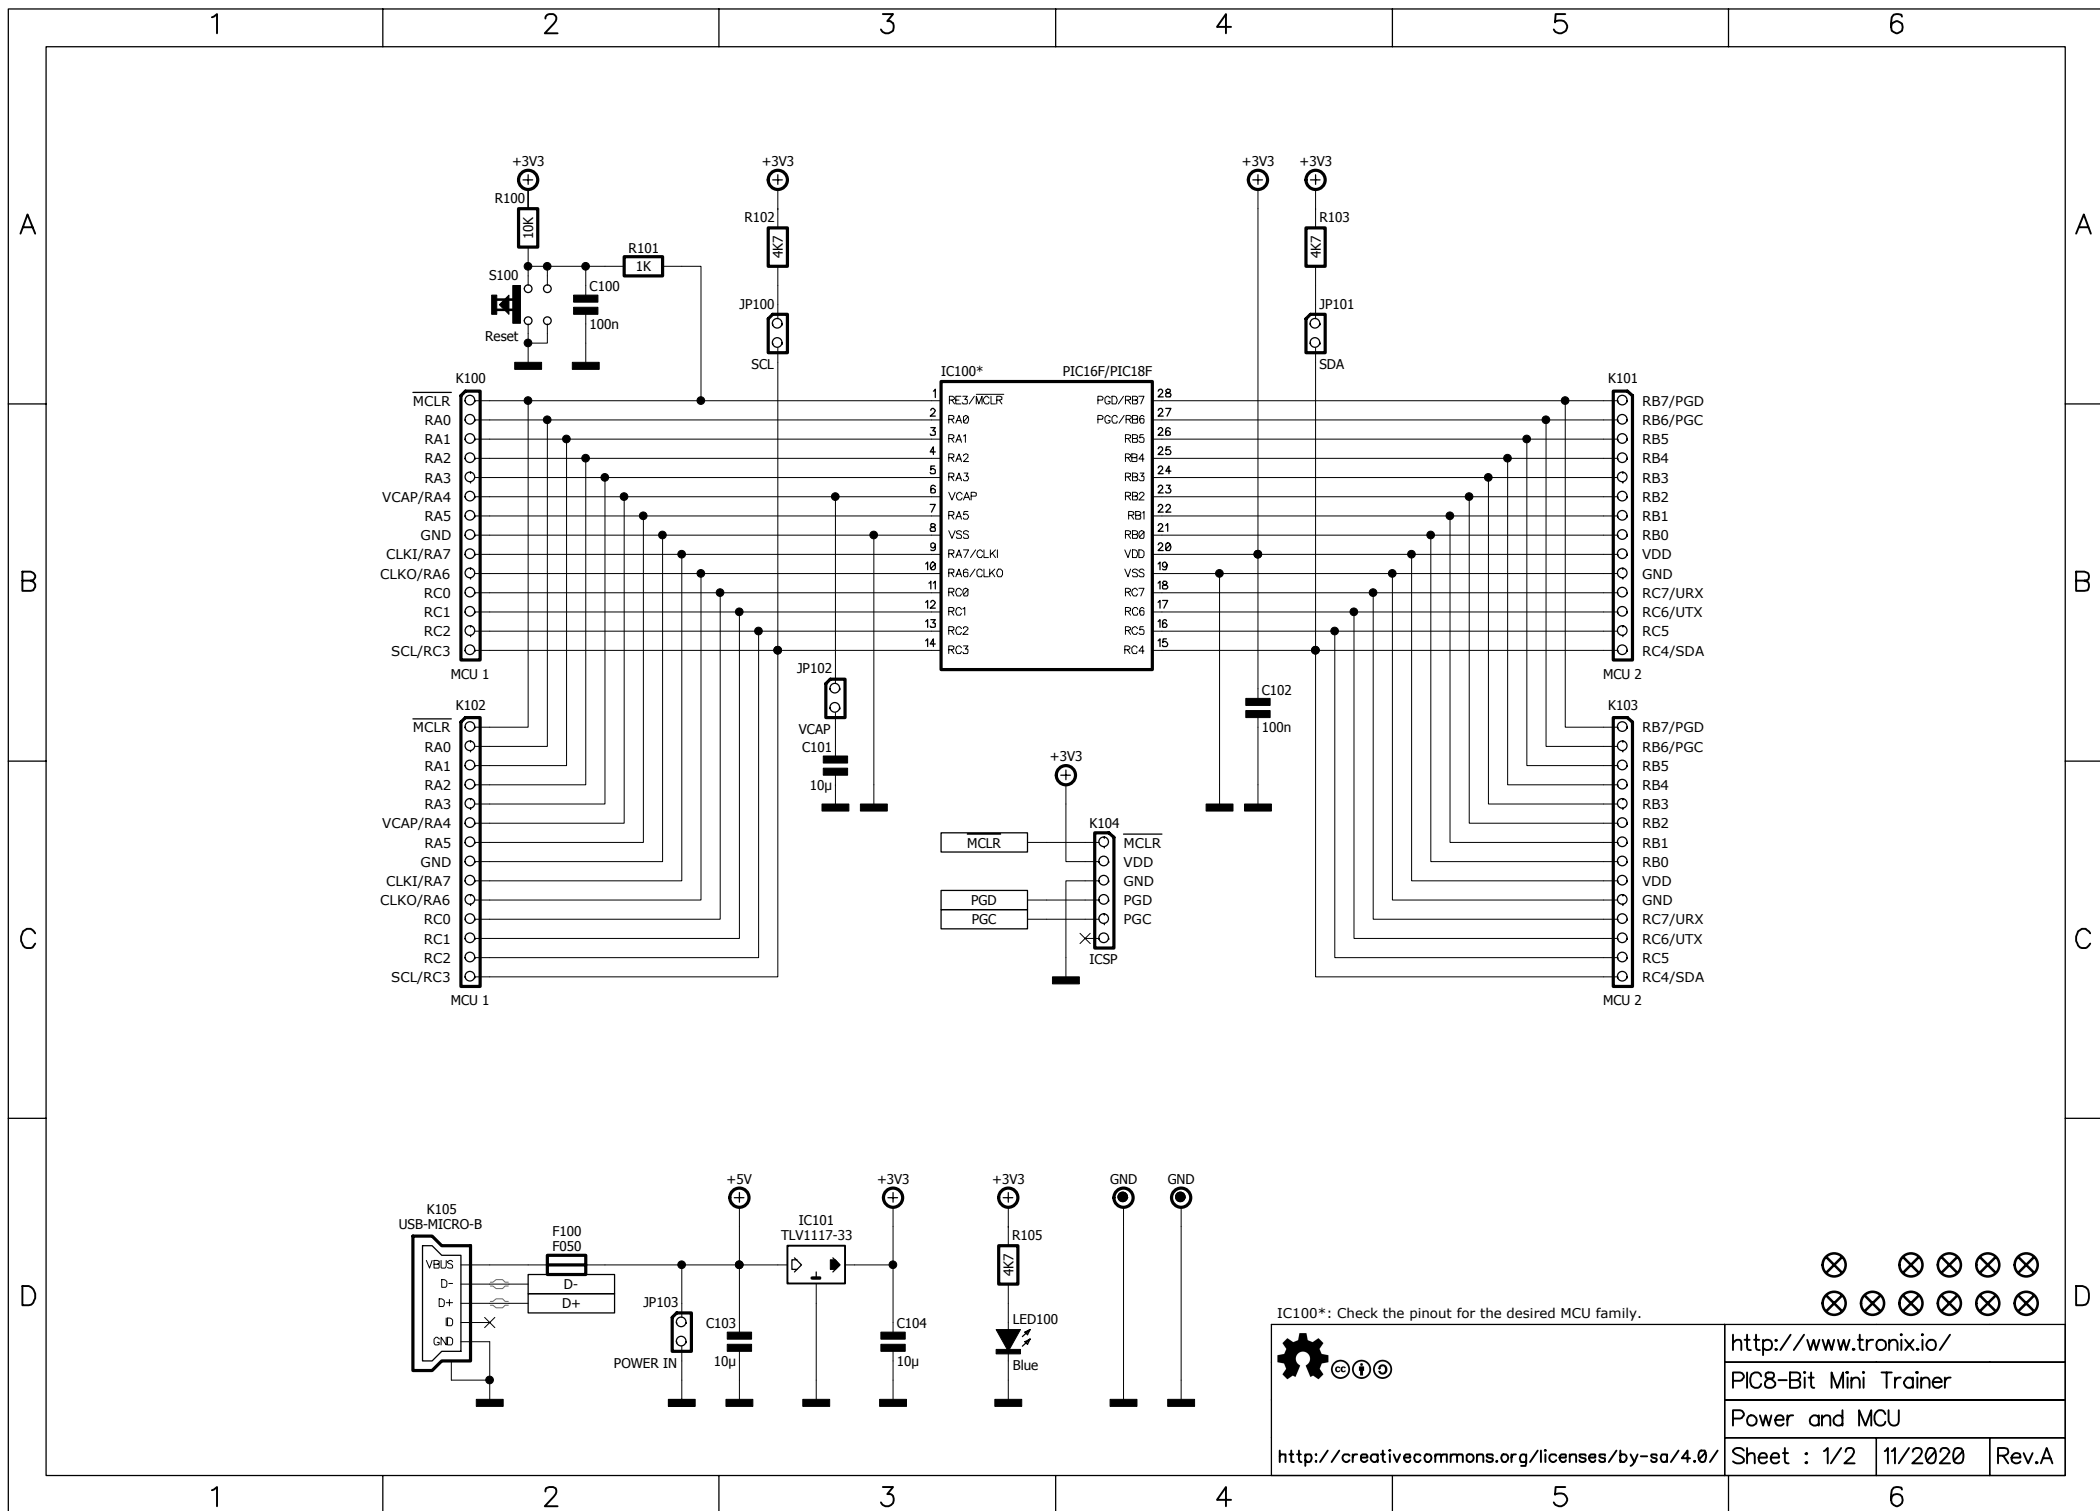 1 2 3 4 5 6
A A
B B
C C
D D
+3V3
R100
10K
R101
1K
S100
C100
100n
Reset
+3V3
R102
4K7
JP100
SCL
+3V3 +3V3
R103
4K7
JP101
SDA
K100
MCLR
RA0
RA1
RA2
RA3
VCAP/RA4
RA5
GND
CLKI/RA7
CLKO/RA6
RC0
RC1
RC2
SCL/RC3
MCU 1
IC100* PIC16F/PIC18F
1 RE3/MCLR PGD/RB7 28
2 RA0 PGC/RB6 27
3 RA1 RB5 26
4 RA2 RB4 25
5 RA3 RB3 24
6 VCAP RB2 23
7 RA5 RB1 22
8 VSS RB0 21
9 RA7/CLKI VDD 20
10 RA6/CLKO VSS 19
11 RC0 RC7 18
12 RC1 RC6 17
13 RC2 RC5 16
14 RC3 RC4 15
K101
RB7/PGD
RB6/PGC
RB5
RB4
RB3
RB2
RB1
RB0
VDD
GND
RC7/URX
RC6/UTX
RC5
RC4/SDA
MCU 2
K102
MCLR
RA0
RA1
RA2
RA3
VCAP/RA4
RA5
GND
CLKI/RA7
CLKO/RA6
RC0
RC1
RC2
SCL/RC3
MCU 1
JP102
VCAP
C101
10µ
C102
100n
+3V3
K104
MCLR MCLR
VDD
GND
PGD PGD
PGC PGC
ICSP
K103
RB7/PGD
RB6/PGC
RB5
RB4
RB3
RB2
RB1
RB0
VDD
GND
RC7/URX
RC6/UTX
RC5
RC4/SDA
MCU 2
K105
USB-MICRO-B
VBUS
D-
D+
ID
GND
F100
F050
D-
D+
JP103
POWER IN
+5V
C103
10µ
IC101
TLV1117-33
+3V3
C104
10µ
+3V3
R105
4K7
LED100
Blue
GND GND
IC100*: Check the pinout for the desired MCU family.
cc
http://creativecommons.org/licenses/by-sa/4.0/
http://www.tronix.io/
PIC8-Bit Mini Trainer
Power and MCU
Sheet : 1/2 11/2020 Rev.A
1 2 3 4 5 6